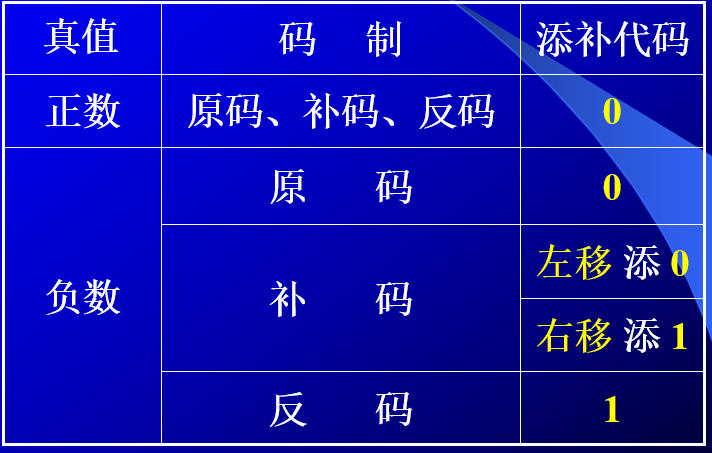 真值 码 制 添补代码
正数 原码、补码、反码 0
原 码 0
负数 补 码 左移 添 0
右移 添 1
反 码 1